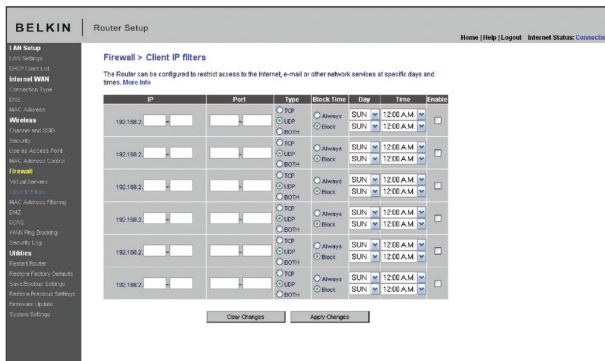 BELKIN
Router Setup
Home | Help | Logout Internet Status: Connection
LAN Setup
LAN Settings
DHCP Client List
Internet WAN
Connection Type
DNS
MAC Address
Wireless
Channel and SSID
Security
Use as Access Point
MAC Address Control
Firewall
Virtual Servers
Client IP Filters
MAC Address Filtering
DMZ
DDNS
WAN Ping Blocking
Security Log
Utilities
Restart Router
Restore Factory Defaults
Save/Backup Settings
Restore Previous Settings
Firmware Update
System Settings
Firewall > Client IP filters
The Router can be configured to restrict access to the Internet, e-mail or other network services at specific days and
times. More Info
IP Port Type Block Time Day Time Enable
192.168.2. - - TCP UDP BOTH Always Block SUN 12:00 A.M. SUN 12:00 A.M.
192.168.2. - - TCP UDP BOTH Always Block SUN 12:00 A.M. SUN 12:00 A.M.
192.168.2. - - TCP UDP BOTH Always Block SUN 12:00 A.M. SUN 12:00 A.M.
192.168.2. - - TCP UDP BOTH Always Block SUN 12:00 A.M. SUN 12:00 A.M.
192.168.2. - - TCP UDP BOTH Always Block SUN 12:00 A.M. SUN 12:00 A.M.
192.168.2. - - TCP UDP BOTH Always Block SUN 12:00 A.M. SUN 12:00 A.M.
Clear Changes Apply Changes